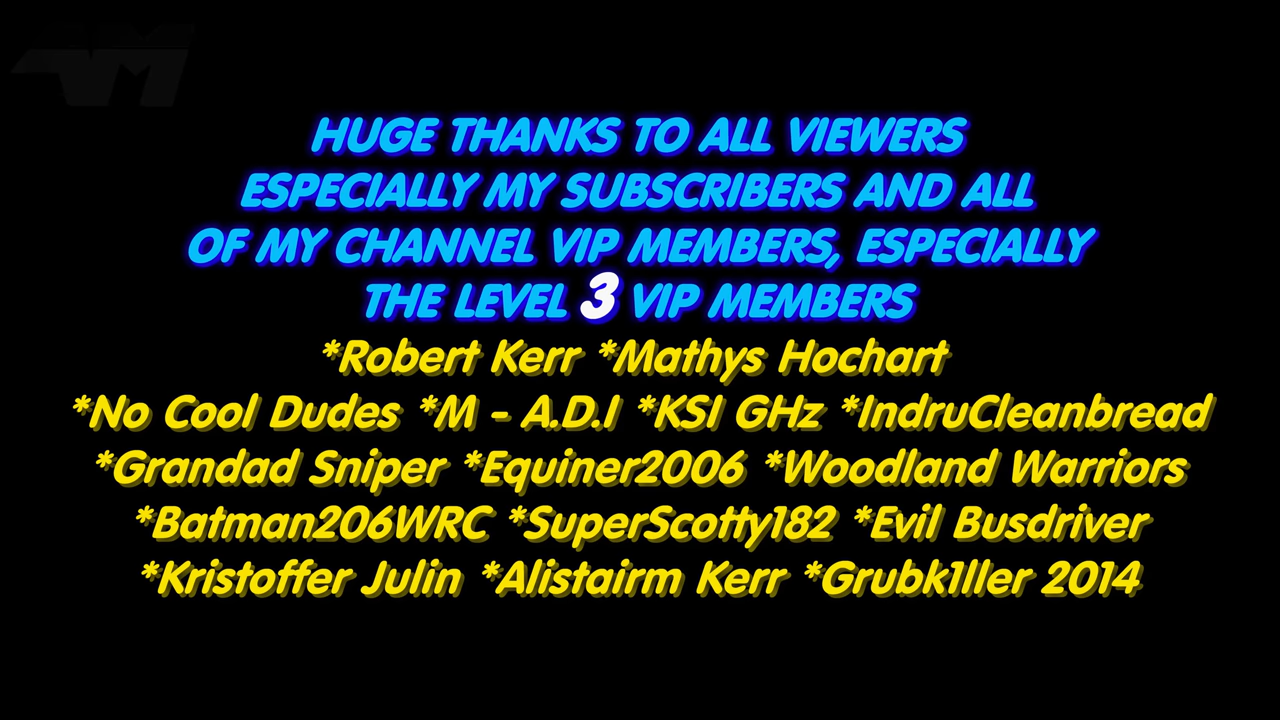 AM
HUGE THANKS TO ALL VIEWERS
ESPECIALLY MY SUBSCRIBERS AND ALL
OF MY CHANNEL VIP MEMBERS, ESPECIALLY
THE LEVEL 3 VIP MEMBERS
*Robert Kerr *Mathys Hochart
*No Cool Dudes *M - A.D.I *KSI GHz *IndruCleanbread
*Grandad Sniper *Equiner2006 *Woodland Warriors
*Batman206WRC *SuperScotty182 *Evil Busdriver
*Kristoffer Julin *Alistairm Kerr *Grubk1ller 2014